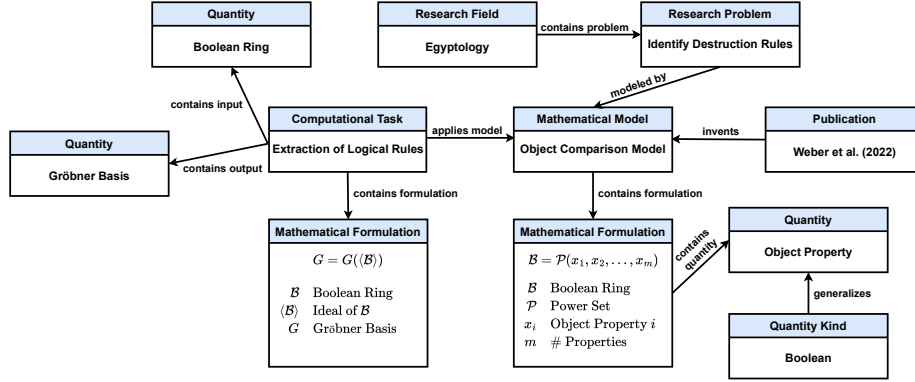 Quantity
Boolean Ring
Research Field
Egyptology
contains problem
Research Problem
Identify Destruction Rules
modeled by
contains input
Computational Task
Extraction of Logical Rules
applies model
Mathematical Model
Object Comparison Model
invents
Publication
Weber et al. (2022)
Quantity
Gröbner Basis
contains output
contains formulation
contains formulation
Mathematical Formulation
G = G(⟨ℬ⟩)
ℬ Boolean Ring
⟨ℬ⟩ Ideal of ℬ
G Gröbner Basis
Mathematical Formulation
ℬ = 𝒫(x₁, x₂, . . . , xₘ)
ℬ Boolean Ring
𝒫 Power Set
xᵢ Object Property i
m # Properties
contains
quantity
Quantity
Object Property
generalizes
Quantity Kind
Boolean